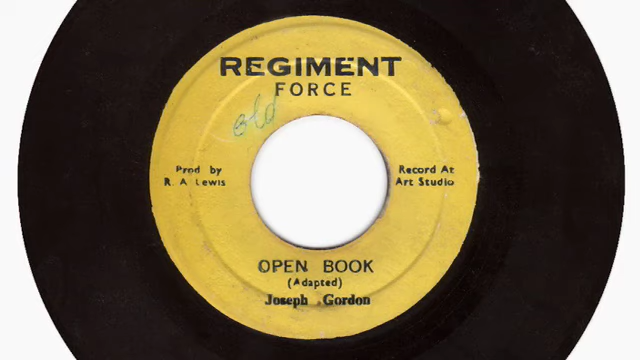 REGIMENT
FORCE
old
Prod by
R. A. Lewis
Record At
Art Studio
OPEN BOOK
(Adapted)
Joseph Gordon